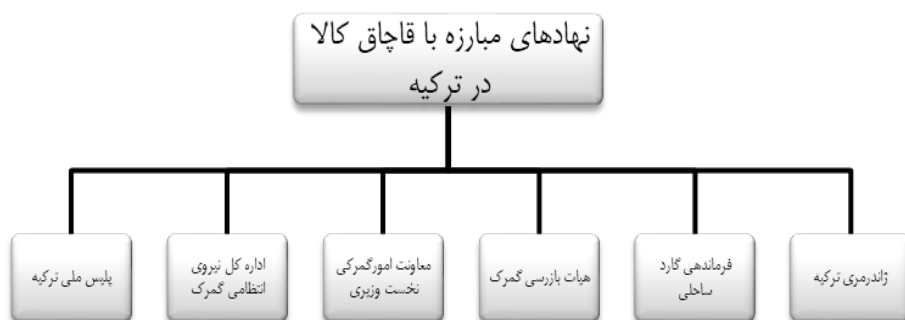 نهادهای مبارزه با قاچاق کالا
در ترکیه
ژاندرمری ترکیه
فرماندهی گارد
ساحلی
هیات بازرسی گمرک
معاونت امورگمرکی
نخست وزیری
اداره کل نیروی
انتظامی گمرک
پلیس ملی ترکیه